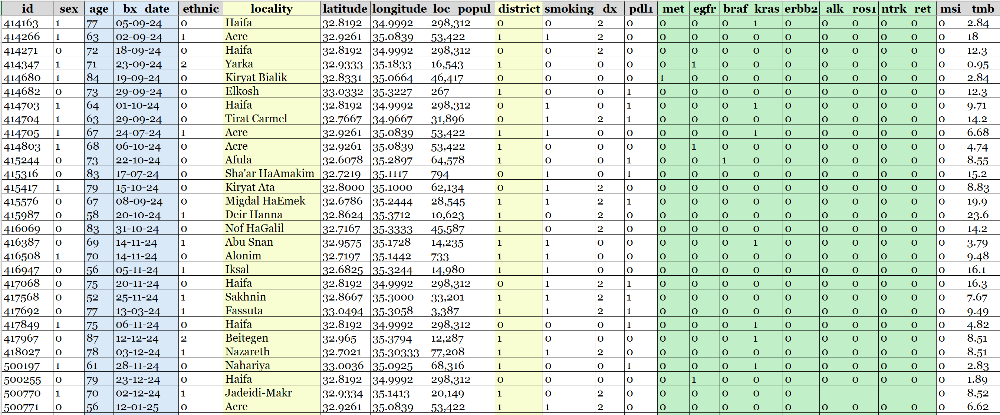 id sex age bx_date ethnic locality latitude longitude loc_popul district smoking dx pdl1 met egfr braf kras erbb2 alk ros1 ntrk ret msi tmb
414163 1 77 05-09-24 0 Haifa 32.8192 34.9992 298,312 0 0 2 0 0 0 0 1 0 0 0 0 0 0 2.84
414266 1 63 02-09-24 1 Acre 32.9261 35.0839 53,422 1 1 2 0 0 0 0 0 0 0 0 0 0 0 18
414271 0 72 18-09-24 0 Haifa 32.8192 34.9992 298,312 0 0 2 0 0 0 0 0 0 0 0 0 0 0 12.3
414347 1 71 23-09-24 2 Yarka 32.9333 35.1833 16,543 1 0 0 0 0 1 0 0 0 0 0 0 0 0 0.95
414680 1 84 19-09-24 0 Kiryat Bialik 32.8331 35.0664 46,417 0 0 0 0 1 0 0 0 0 0 0 0 0 0 2.84
414682 0 73 29-09-24 0 Elkosh 33.0332 35.3227 267 1 0 0 1 0 0 0 0 0 0 0 0 0 0 12.3
414703 1 64 01-10-24 0 Haifa 32.8192 34.9992 298,312 0 1 0 1 0 0 0 1 0 0 0 0 0 0 9.71
414704 1 63 29-09-24 0 Tirat Carmel 32.7667 34.9667 31,896 0 1 2 1 0 0 0 0 0 0 0 0 0 0 14.2
414705 1 67 24-07-24 1 Acre 32.9261 35.0839 53,422 1 1 0 0 0 0 0 1 0 0 0 0 0 0 6.68
414803 1 68 06-10-24 0 Acre 32.9261 35.0839 53,422 1 0 0 0 0 1 0 0 0 0 0 0 0 0 4.74
415244 0 73 22-10-24 0 Afula 32.6078 35.2897 64,578 1 0 0 1 0 0 1 0 0 0 0 0 0 0 8.55
415316 0 83 17-07-24 0 Sha'ar HaAmakim 32.7219 35.1117 794 0 1 0 1 0 0 0 0 0 0 0 0 0 0 15.2
415417 1 79 15-10-24 0 Kiryat Ata 32.8000 35.1000 62,134 0 1 2 0 0 0 0 0 0 0 0 0 0 0 8.83
415576 0 67 08-09-24 0 Migdal HaEmek 32.6786 35.2444 28,545 1 1 2 1 0 0 0 0 0 0 0 0 0 0 19.9
415987 0 58 20-10-24 1 Deir Hanna 32.8624 35.3712 10,623 1 0 2 0 0 0 0 0 0 0 0 0 0 0 23.6
416069 0 83 31-10-24 0 Nof HaGalil 32.7167 35.3333 45,587 1 0 2 0 0 0 0 0 0 0 0 0 0 0 14.2
416387 0 69 14-11-24 1 Abu Snan 32.9575 35.1728 14,235 1 1 0 0 0 0 0 1 0 0 0 0 0 0 3.79
416508 1 70 14-11-24 0 Alonim 32.7197 35.1442 733 1 1 0 0 0 0 0 0 0 0 0 0 0 0 9.48
416947 0 56 05-11-24 1 Iksal 32.6825 35.3244 14,980 1 1 0 0 0 0 0 0 0 0 0 0 0 0 16.1
417068 0 75 20-11-24 0 Haifa 32.8192 34.9992 298,312 0 1 2 1 0 0 0 0 0 0 0 0 0 0 16.3
417568 0 52 25-11-24 1 Sakhnin 32.8667 35.3000 33,201 1 1 2 1 0 0 0 0 0 0 0 0 0 0 7.67
417692 0 77 13-03-24 1 Fassuta 33.0494 35.3058 3,387 1 1 2 1 0 0 0 0 0 0 0 0 0 0 9.49
417849 1 75 06-11-24 0 Haifa 32.8192 34.9992 298,312 0 0 0 1 0 0 0 1 0 0 0 0 0 0 4.82
417967 0 87 12-12-24 2 Beitegen 32.965 35.3794 12,287 1 0 0 0 0 0 0 1 0 0 0 0 0 0 8.51
418027 0 78 03-12-24 1 Nazareth 32.7021 35.30333 77,208 1 1 2 0 0 0 0 0 0 0 0 0 0 0 8.51
500197 1 61 28-11-24 0 Nahariya 33.0036 35.0925 68,316 1 0 0 1 0 0 0 1 0 0 0 0 0 0 2.83
500255 0 79 23-12-24 0 Haifa 32.8192 34.9992 298,312 0 0 0 0 0 1 0 0 0 0 0 0 0 0 1.89
500770 1 70 02-12-24 1 Jadeidi-Makr 32.9334 35.1413 20,149 1 0 2 0 0 0 0 0 0 0 8.52
500771 0 56 12-01-25 0 Acre 32.9261 35.0839 53,422 1 1 2 0 0 0 0 0 0 0 0 0 0 0 6.62